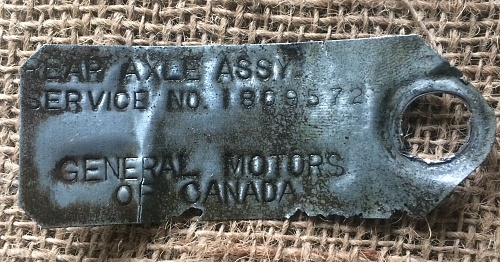 REAR AXLE ASSY
SERVICE NO. 1809572
GENERAL MOTORS
OF CANADA